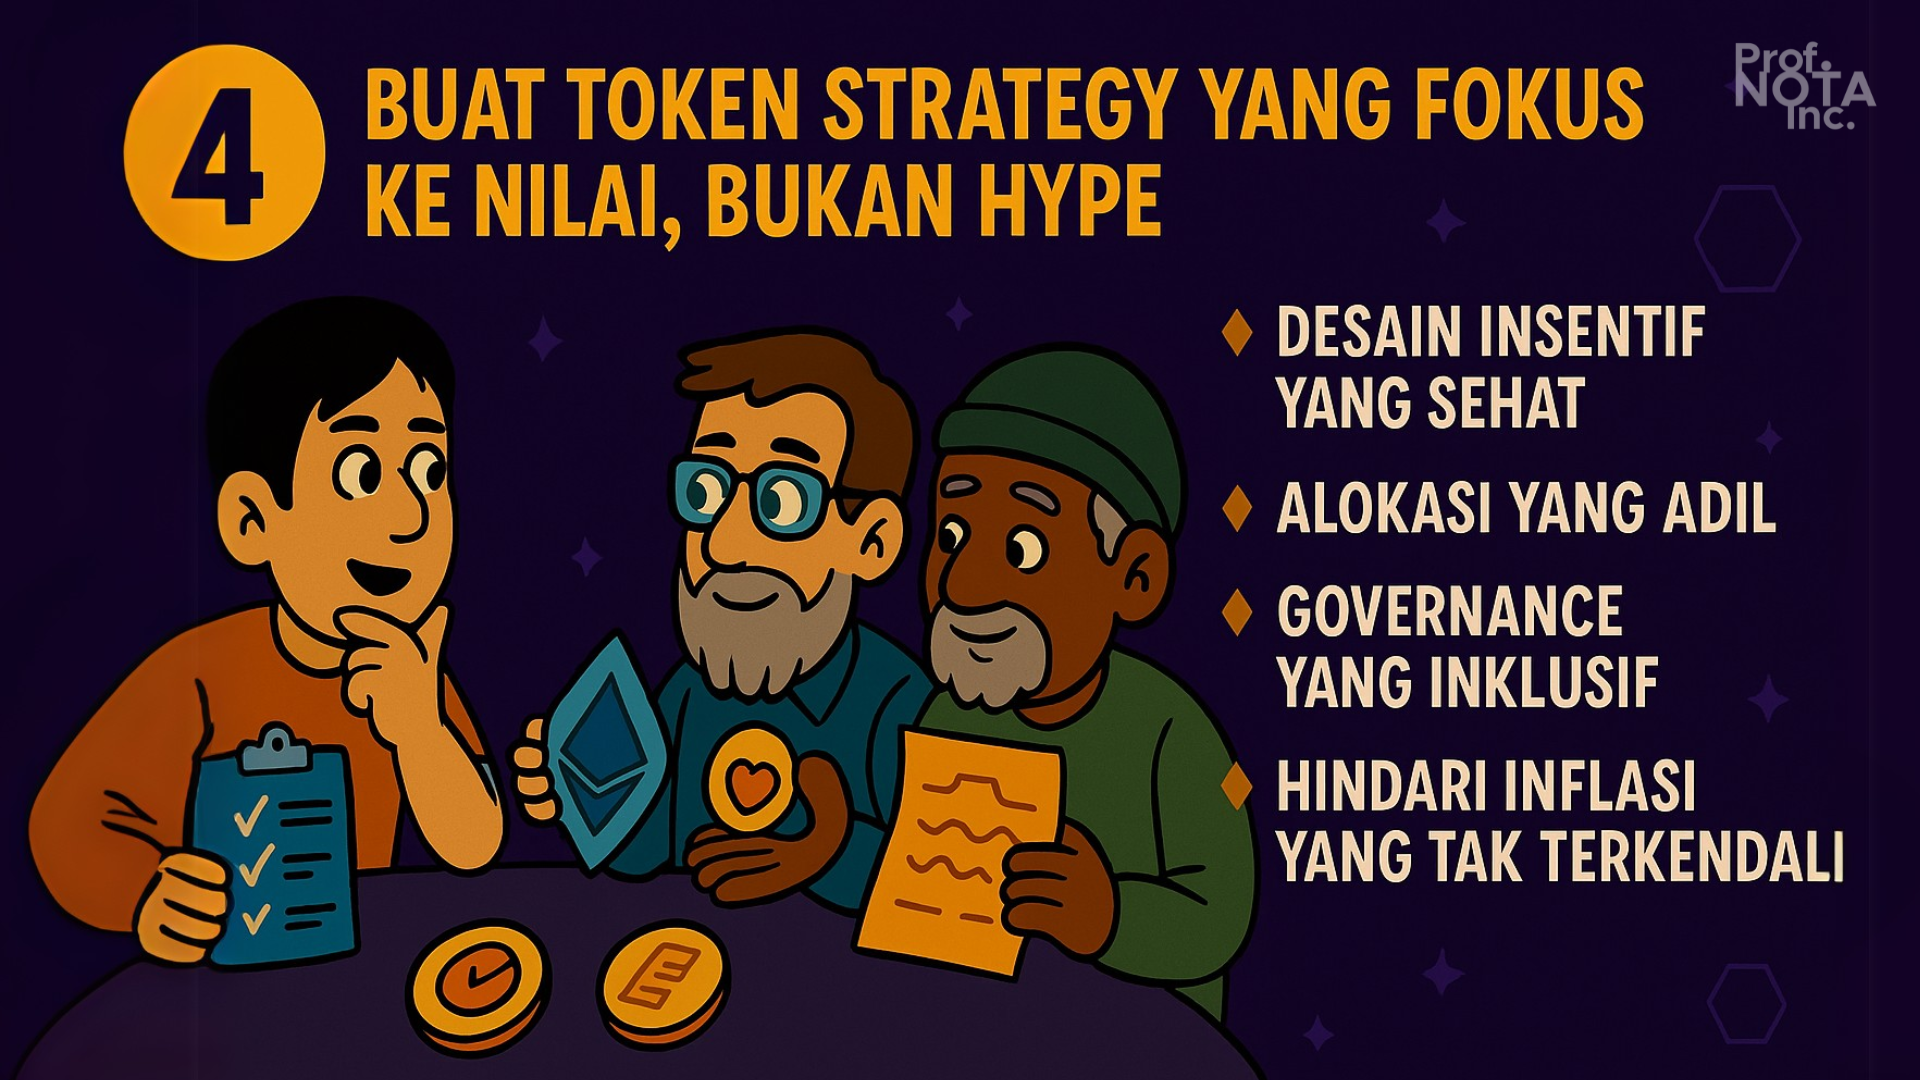 4
BUAT TOKEN STRATEGY YANG FOKUS
KE NILAI, BUKAN HYPE
Prof.
NOTA
Inc.
DESAIN INSENTIF
YANG SEHAT
ALOKASI YANG ADIL
GOVERNANCE
YANG INKLUSIF
HINDARI INFLASI
YANG TAK TERKENDALI